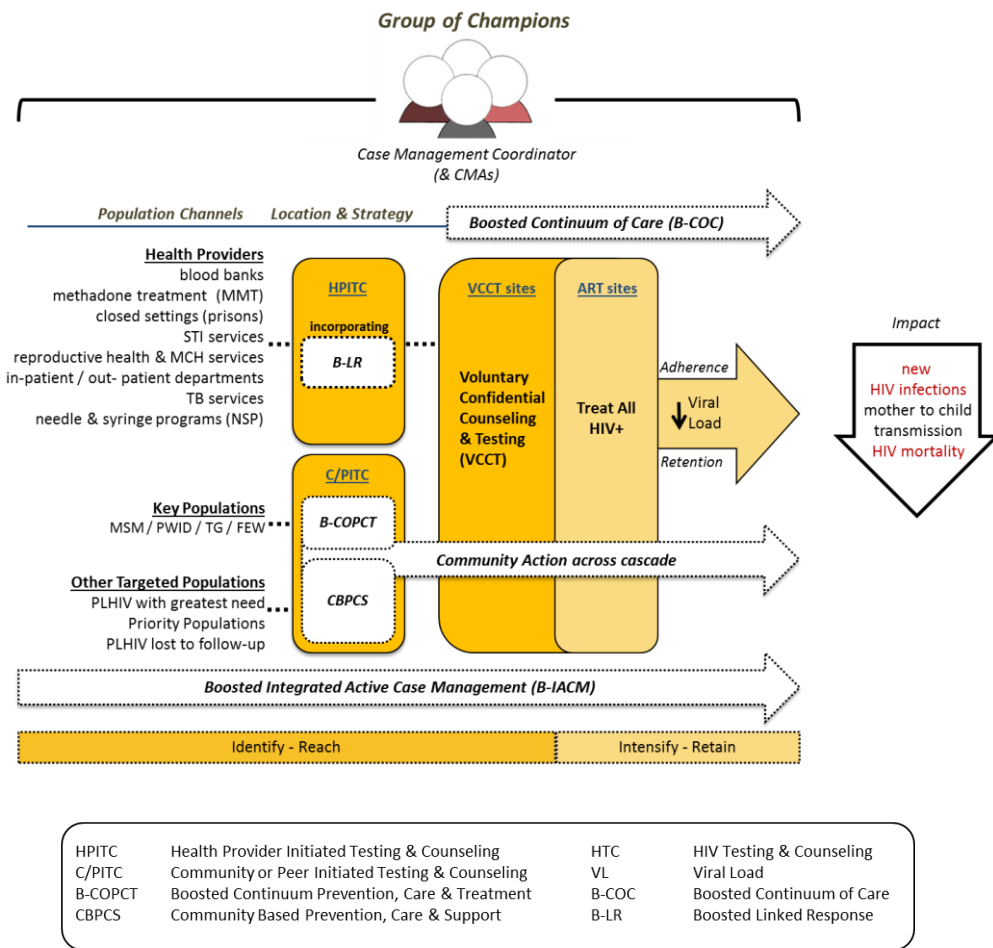 Group of Champions
Case Management Coordinator
(& CMAs)
Population Channels
Location & Strategy
Boosted Continuum of Care (B-COC)
Health Providers
blood banks
methadone treatment (MMT)
closed settings (prisons)
STI services
reproductive health & MCH services
in-patient / out- patient departments
TB services
needle & syringe programs (NSP)
HPITC
incorporating
B-LR
VCCT sites
Voluntary
Confidential
Counseling
& Testing
(VCCT)
ART sites
Treat All
HIV+
Adherence
Viral
Load
Retention
Impact
new
HIV infections
mother to child
transmission
HIV mortality
Key Populations
MSM / PWID / TG / FEW
C/PITC
B-COPCT
Community Action across cascade
Other Targeted Populations
PLHIV with greatest need
Priority Populations
PLHIV lost to follow-up
CBPCS
Boosted Integrated Active Case Management (B-IACM)
Identify - Reach
Intensify - Retain
HPITC Health Provider Initiated Testing & Counseling HTC HIV Testing & Counseling
C/PITC Community or Peer Initiated Testing & Counseling VL Viral Load
B-COPCT Boosted Continuum Prevention, Care & Treatment B-COC Boosted Continuum of Care
CBPCS Community Based Prevention, Care & Support B-LR Boosted Linked Response